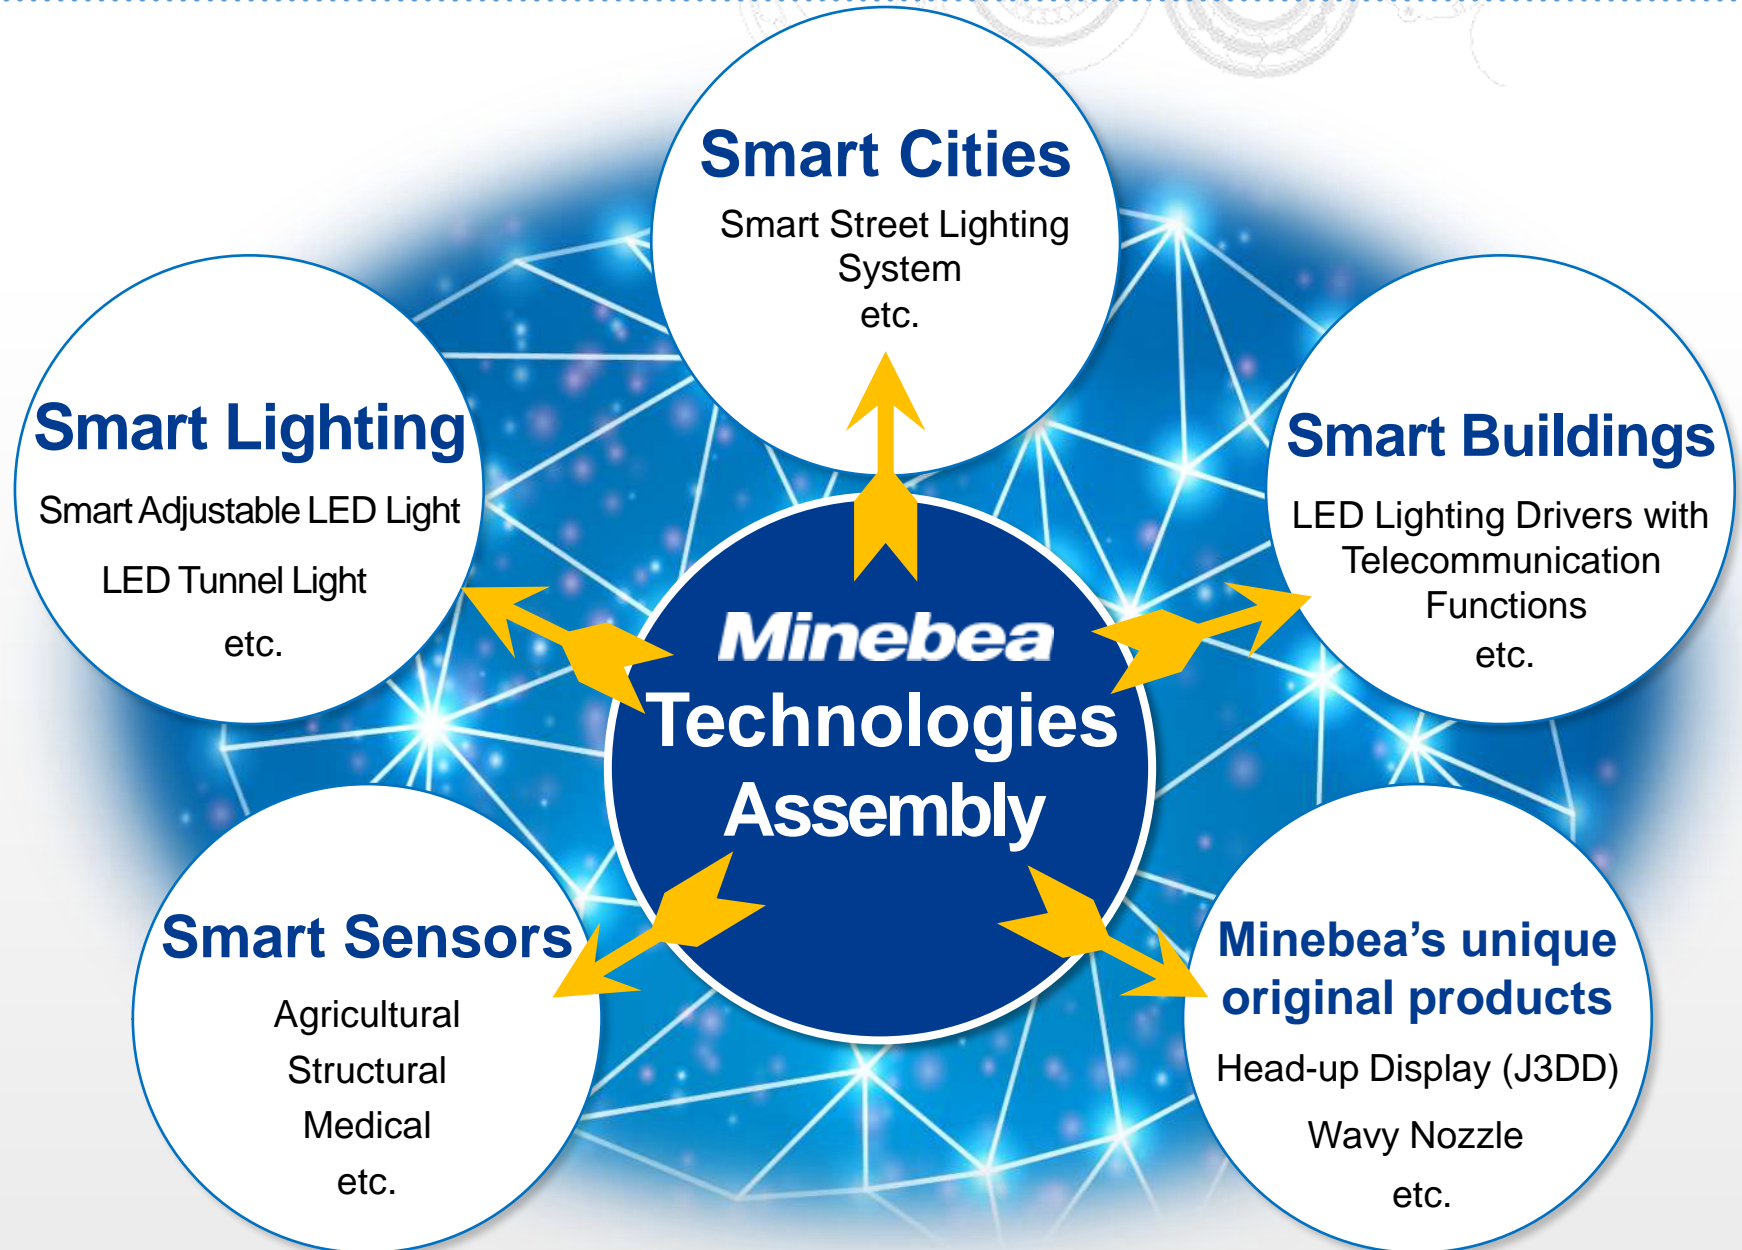 Smart Cities
Smart Street Lighting
System
etc.
Smart Lighting
Smart Adjustable LED Light
LED Tunnel Light
etc.
Smart Buildings
LED Lighting Drivers with
Telecommunication
Functions
etc.
Minebea
Technologies
Assembly
Smart Sensors
Agricultural
Structural
Medical
etc.
Minebea’s unique
original products
Head-up Display (J3DD)
Wavy Nozzle
etc.